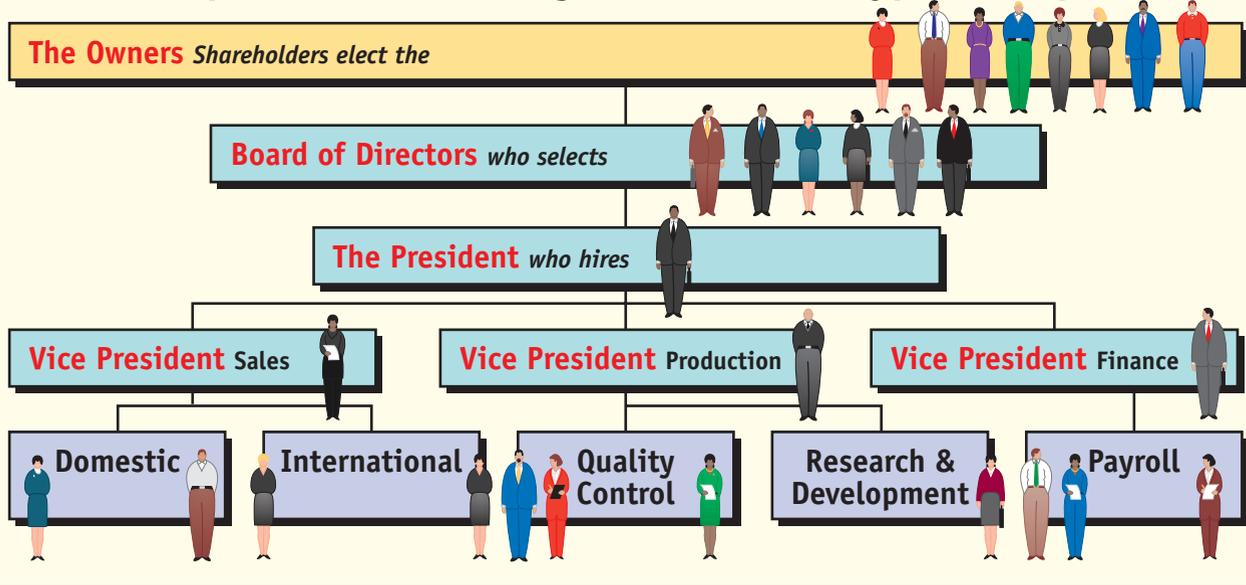 The Owners Shareholders elect the
Board of Directors who selects
The President who hires
Vice President Sales
Vice President Production
Vice President Finance
Domestic
International
Quality
Control
Research &
Development
Payroll